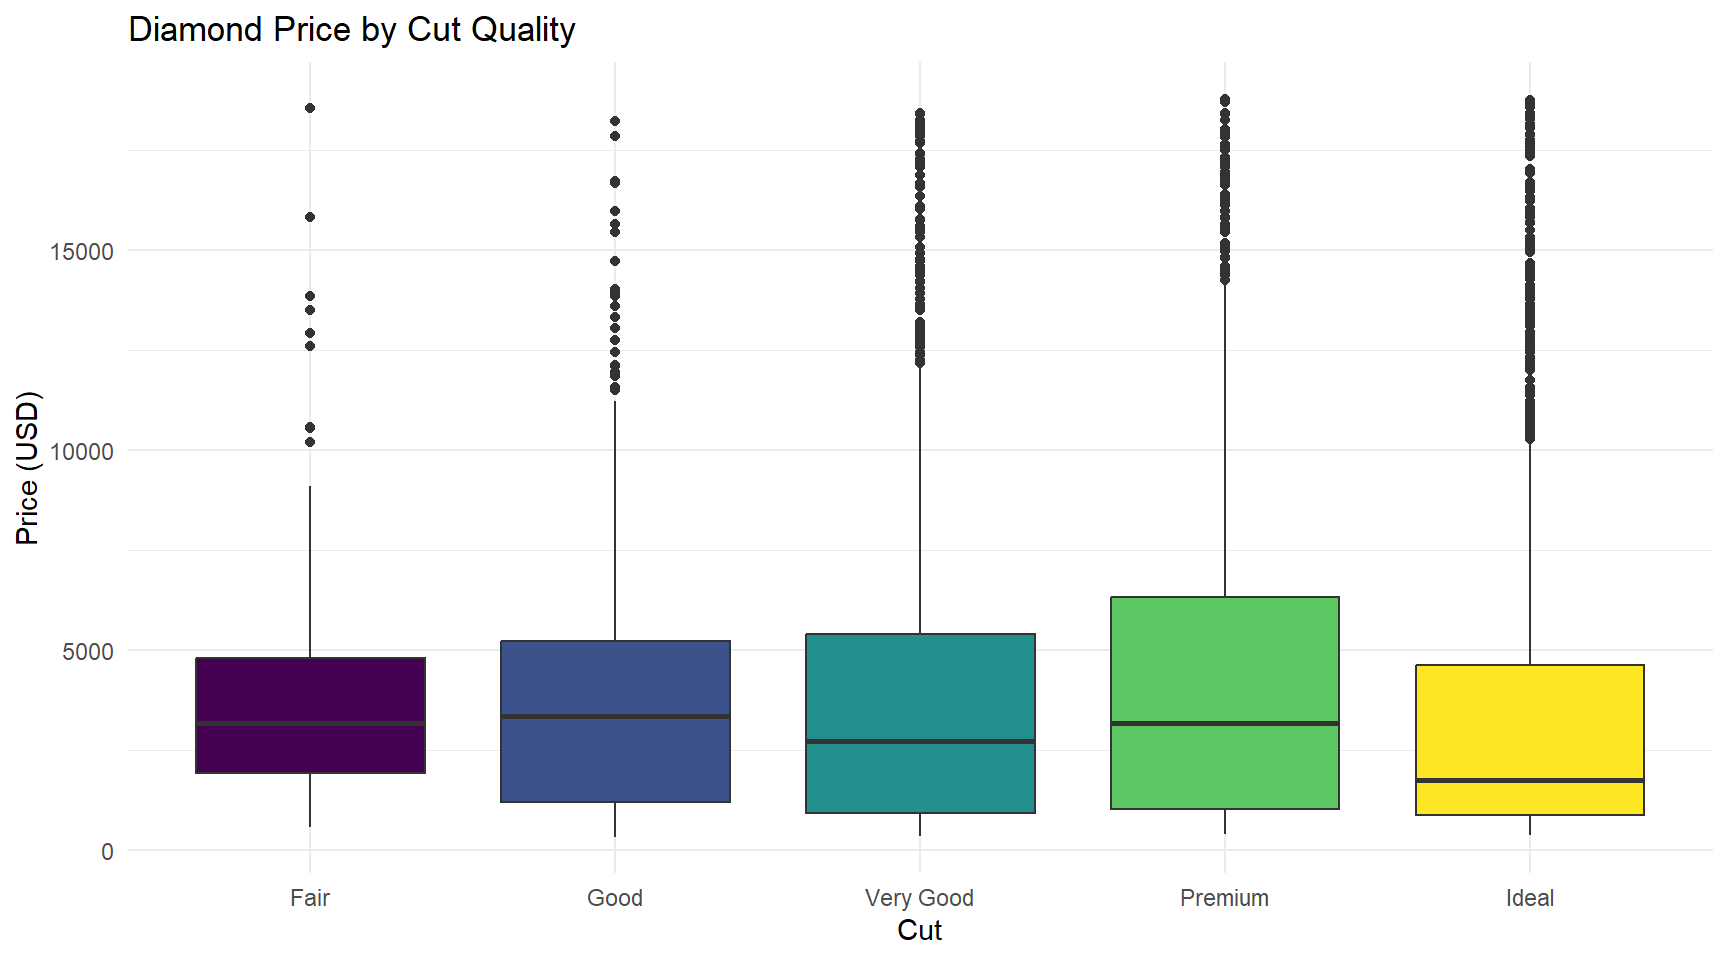 Diamond Price by Cut Quality
Price (USD)
15000
10000
5000
0
Fair
Good
Very Good
Premium
Ideal
Cut